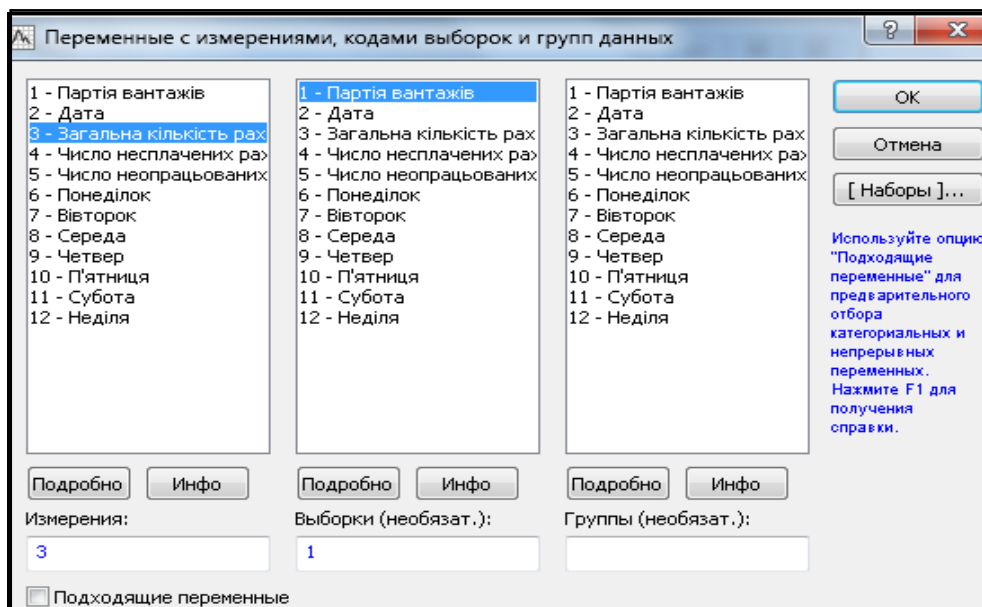 Переменные с измерениями, кодами выборок и групп данных
1 - Партія вантажів
2 - Дата
3 - Загальна кількість рах
4 - Число несплачених рах
5 - Число неопрацьованих
6 - Понеділок
7 - Вівторок
8 - Середа
9 - Четвер
10 - П'ятниця
11 - Субота
12 - Неділя
Подробно Инфо
Измерения:
3
1 - Партія вантажів
2 - Дата
3 - Загальна кількість рах
4 - Число несплачених рах
5 - Число неопрацьованих
6 - Понеділок
7 - Вівторок
8 - Середа
9 - Четвер
10 - П'ятниця
11 - Субота
12 - Неділя
Подробно Инфо
Выборки (необязат.):
1
1 - Партія вантажів
2 - Дата
3 - Загальна кількість рах
4 - Число несплачених рах
5 - Число неопрацьованих
6 - Понеділок
7 - Вівторок
8 - Середа
9 - Четвер
10 - П'ятниця
11 - Субота
12 - Неділя
Подробно Инфо
Группы (необязат.):
OK
Отмена
[ Наборы ]...
Используйте опцию
"Подходящие
переменные" для
предварительного
отбора
категориальных и
непрерывных
переменных.
Нажмите F1 для
получения
справки.
Подходящие переменные